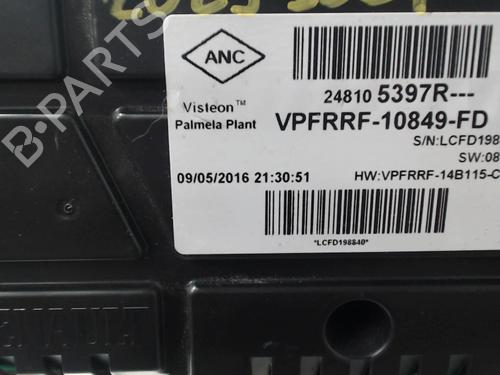 ANC
24810 5397R---
Visteon™
Palmela Plant
VPFRRF-10849-FD
S/N:LCFD198
SW:08
09/05/2016 21:30:51
HW:VPFRRF-14B115-C
*LCFD198840*
B-PARTS